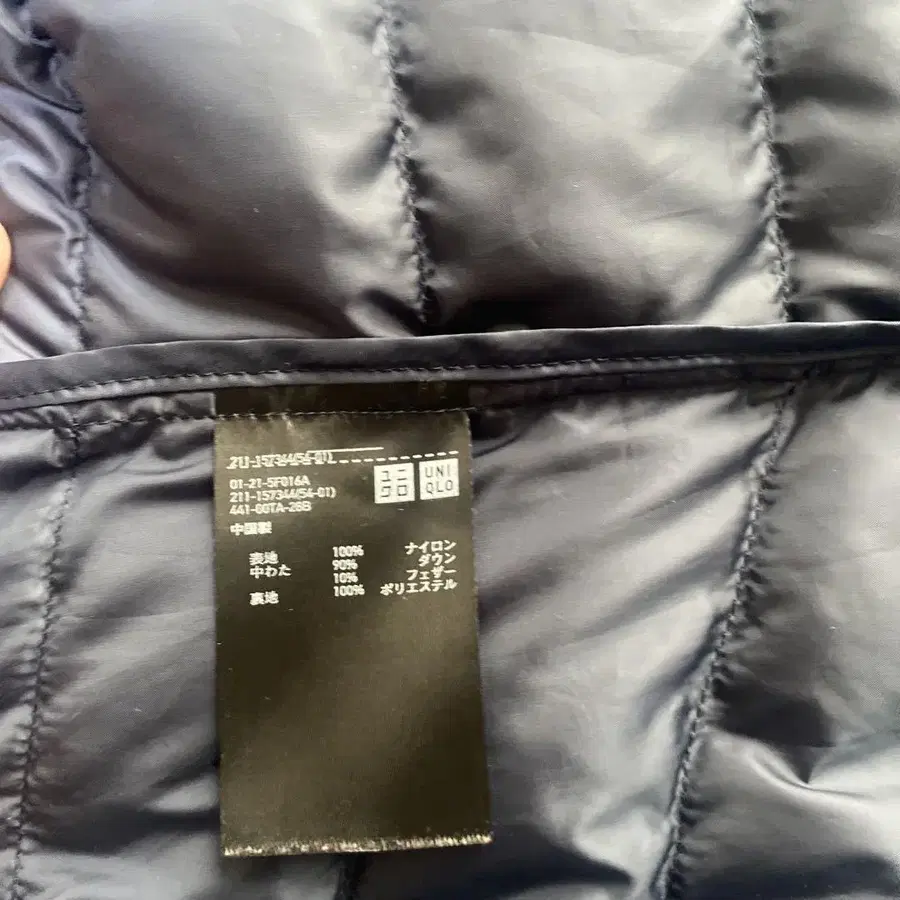 211-157344(54-01)
ユニ
クロ
UNI
QLO
01-21-5F016A
211-157344(54-01)
441-00TA-26B
中国製
表地 100% ナイロン
中わた 90% ダウン
10% フェザー
裏地 100% ポリエステル